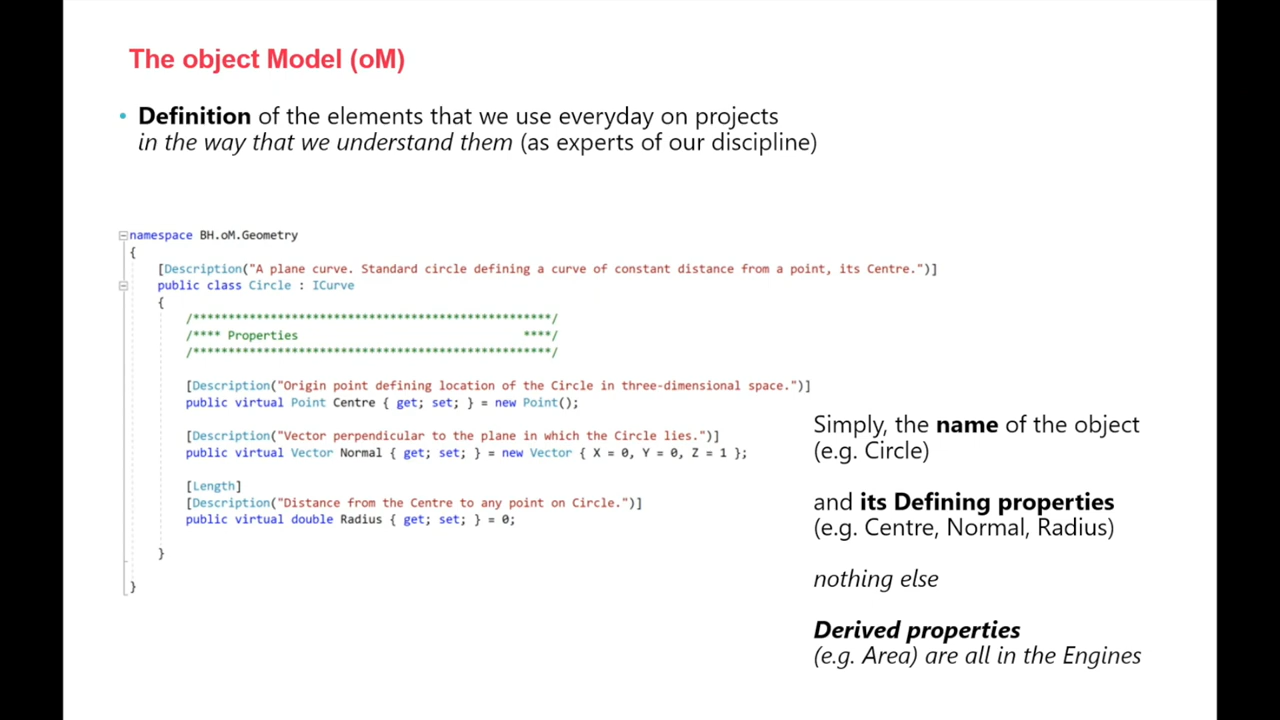 The object Model (oM)
• Definition of the elements that we use everyday on projects
in the way that we understand them (as experts of our discipline)
namespace BH.oM.Geometry
{
[Description("A plane curve. Standard circle defining a curve of constant distance from a point, its Centre.")]
public class Circle : ICurve
{
/***************************************************/
/**** Properties                                ****/
/***************************************************/
[Description("Origin point defining location of the Circle in three-dimensional space.")]
public virtual Point Centre { get; set; } = new Point();
[Description("Vector perpendicular to the plane in which the Circle lies.")]
public virtual Vector Normal { get; set; } = new Vector { X = 0, Y = 0, Z = 1 };
[Length]
[Description("Distance from the Centre to any point on Circle.")]
public virtual double Radius { get; set; } = 0;
}
}
Simply, the name of the object
(e.g. Circle)
and its Defining properties
(e.g. Centre, Normal, Radius)
nothing else
Derived properties
(e.g. Area) are all in the Engines